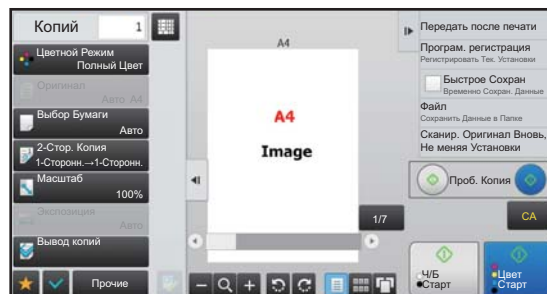 Копий 1
Цветной Режим
Полный Цвет
Оригинал
Авто A4
Выбор Бумаги
Авто
2-Стор. Копия
1-Сторонн.→1-Сторонн.
Масштаб
100%
Экспозиция
Авто
Вывод копий
Прочие
A4
A4
Image
1/7
Передать после печати
Програм. регистрация
Регистрировать Тек. Установки
Быстрое Сохран
Временно Сохран. Данные
Файл
Сохранить Данные в Папке
Сканир. Оригинал Вновь,
Не меняя Установки
Проб. Копия
CA
Ч/Б
Старт
Цвет
Старт